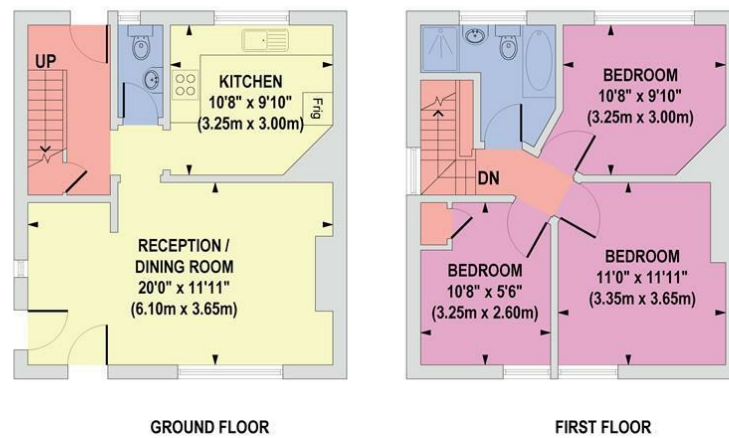 UP
KITCHEN
10'8" x 9'10"
(3.25m x 3.00m)
Frig
RECEPTION /
DINING ROOM
20'0" x 11'11"
(6.10m x 3.65m)
GROUND FLOOR
BEDROOM
10'8" x 9'10"
(3.25m x 3.00m)
DN
BEDROOM
10'8" x 5'6"
(3.25m x 2.60m)
BEDROOM
11'0" x 11'11"
(3.35m x 3.65m)
FIRST FLOOR